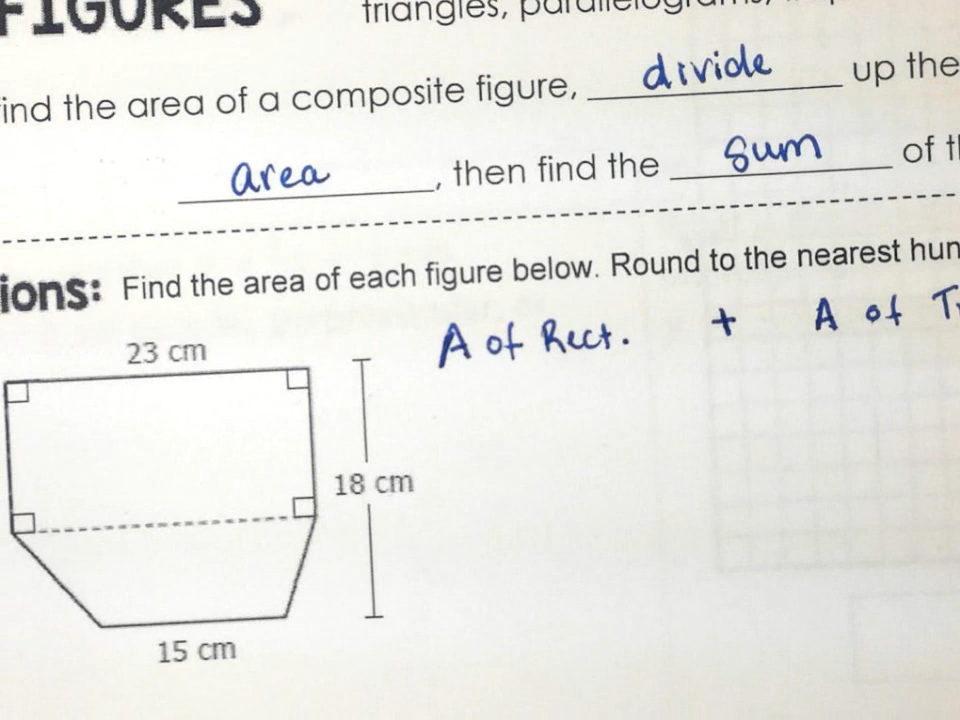 FIGURES triangles,
find the area of a composite figure, divide up the
area, then find the sum of
ions: Find the area of each figure below. Round to the nearest hun
A of Rect. + A of T
23 cm
18 cm
15 cm